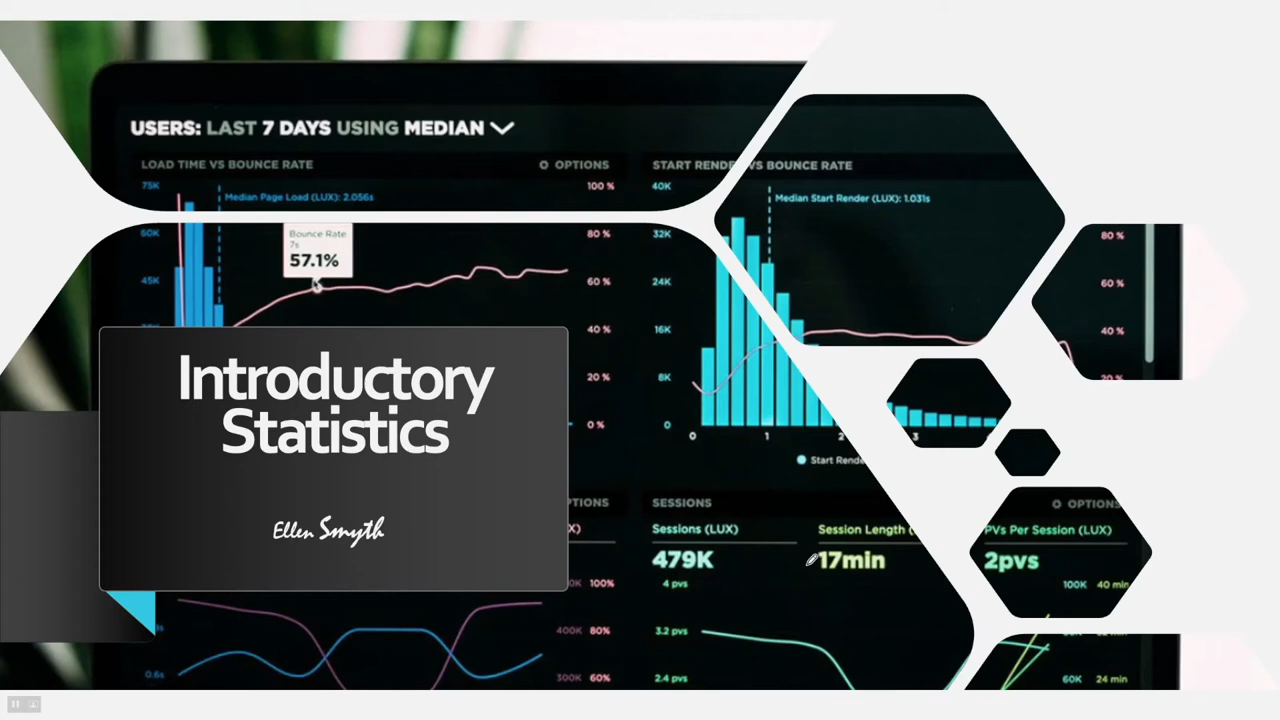 USERS: LAST 7 DAYS USING MEDIAN
LOAD TIME VS BOUNCE RATE
OPTIONS
75K
Median Page Load (LUX): 2.056s
100 %
60K
Bounce Rate
7s
57.1%
80 %
45K
60 %
40 %
20 %
0 %
START RENDER VS BOUNCE RATE
40K
Median Start Render (LUX): 1.031s
32K
24K
16K
8K
0
0
1
2
3
80 %
60 %
40 %
20 %
Introductory
Statistics
Ellen Smyth
100%
400K
80%
300K
60%
0.6s
SESSIONS
OPTIONS
Sessions (LUX)
479K
4 pvs
3.2 pvs
2.4 pvs
Session Length
17min
PVs Per Session (LUX)
2pvs
100K
40 min
60K
24 min